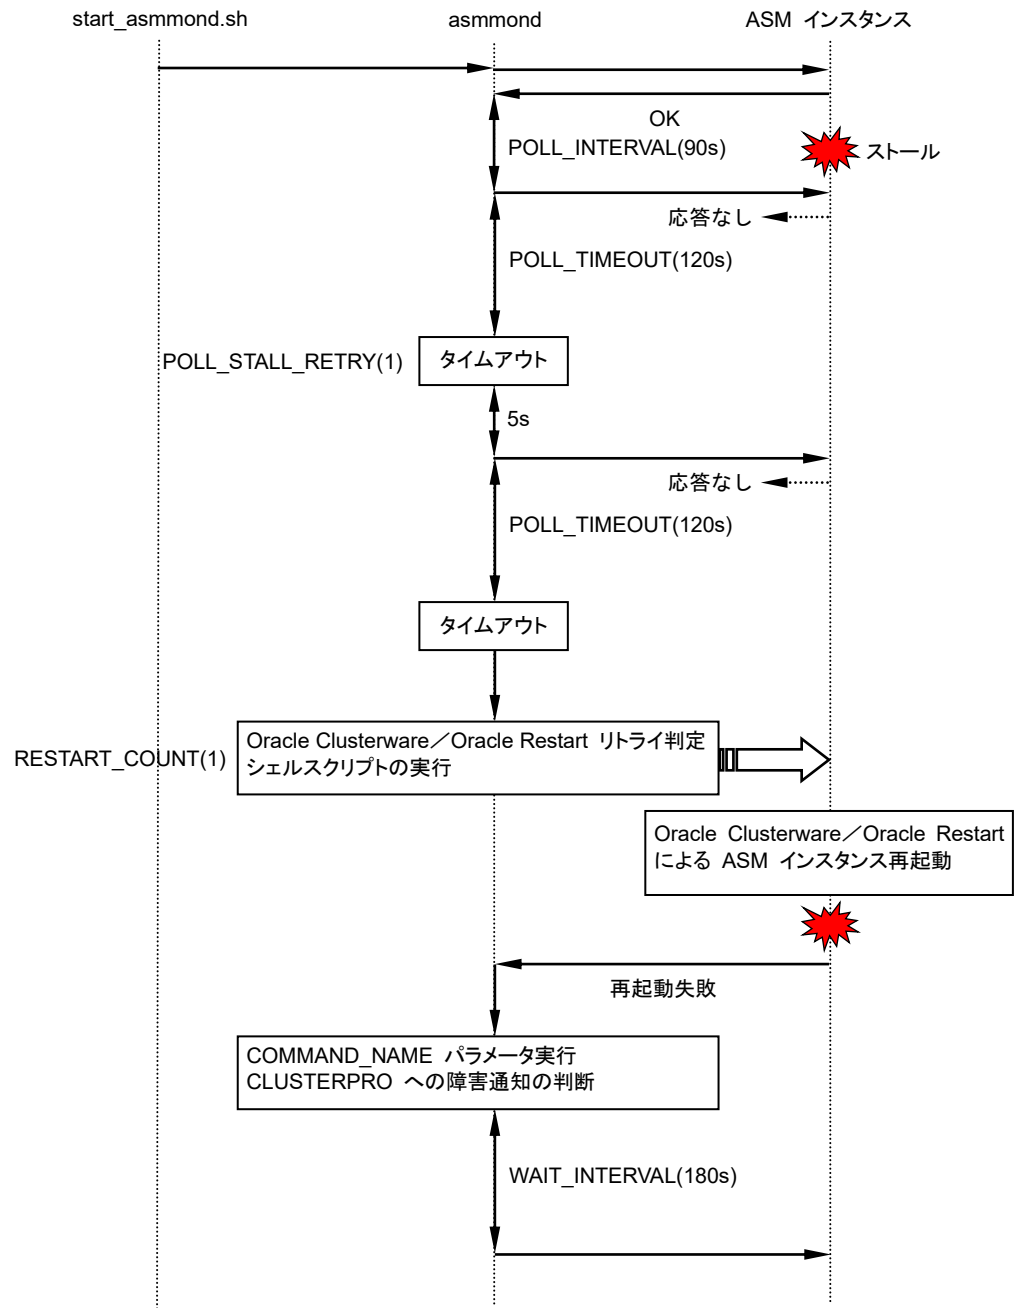 start_asmmond.sh
asmmond
ASM インスタンス
OK
POLL_INTERVAL(90s)
ストール
応答なし
POLL_TIMEOUT(120s)
POLL_STALL_RETRY(1)
タイムアウト
5s
応答なし
POLL_TIMEOUT(120s)
タイムアウト
RESTART_COUNT(1)
Oracle Clusterware／Oracle Restart リトライ判定
シェルスクリプトの実行
Oracle Clusterware／Oracle Restart
による ASM インスタンス再起動
再起動失敗
COMMAND_NAME パラメータ実行
CLUSTERPRO への障害通知の判断
WAIT_INTERVAL(180s)